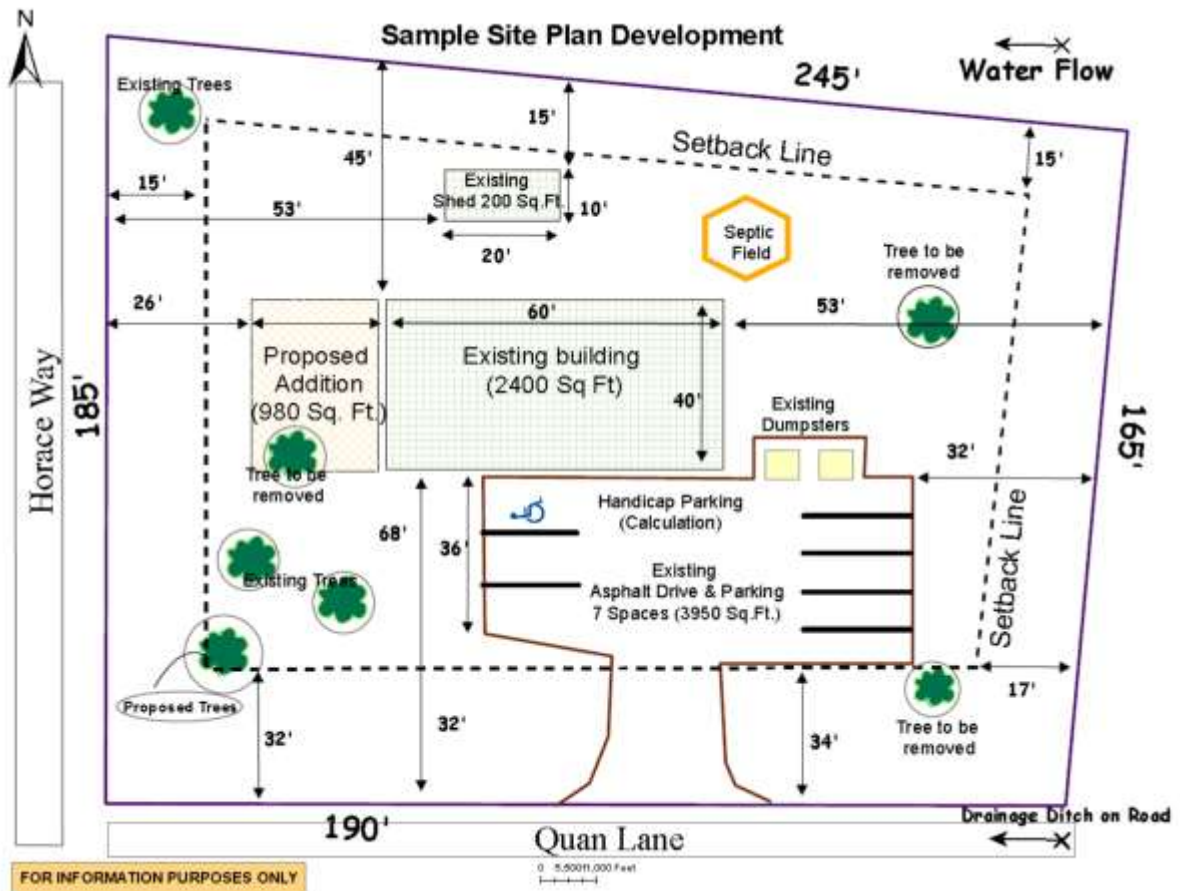 N
Sample Site Plan Development
Water Flow
245'
Existing Trees
15'
45'
Setback Line
15'
15'
Existing
Shed 200 Sq.Ft.
10'
53'
20'
Septic
Field
Tree to be
removed
26'
60'
53'
Proposed
Addition
(980 Sq. Ft.)
Existing building
(2400 Sq Ft)
40'
Horace Way
185'
165'
Existing
Dumpsters
32'
Tree to be
removed
Handicap Parking
(Calculation)
68'
36'
Existing
Asphalt Drive & Parking
7 Spaces (3950 Sq.Ft.)
Setback Line
Existing Trees
Proposed Trees
17'
32'
32'
34'
Tree to be
removed
190'
Quan Lane
Drainage Ditch on Road
FOR INFORMATION PURPOSES ONLY